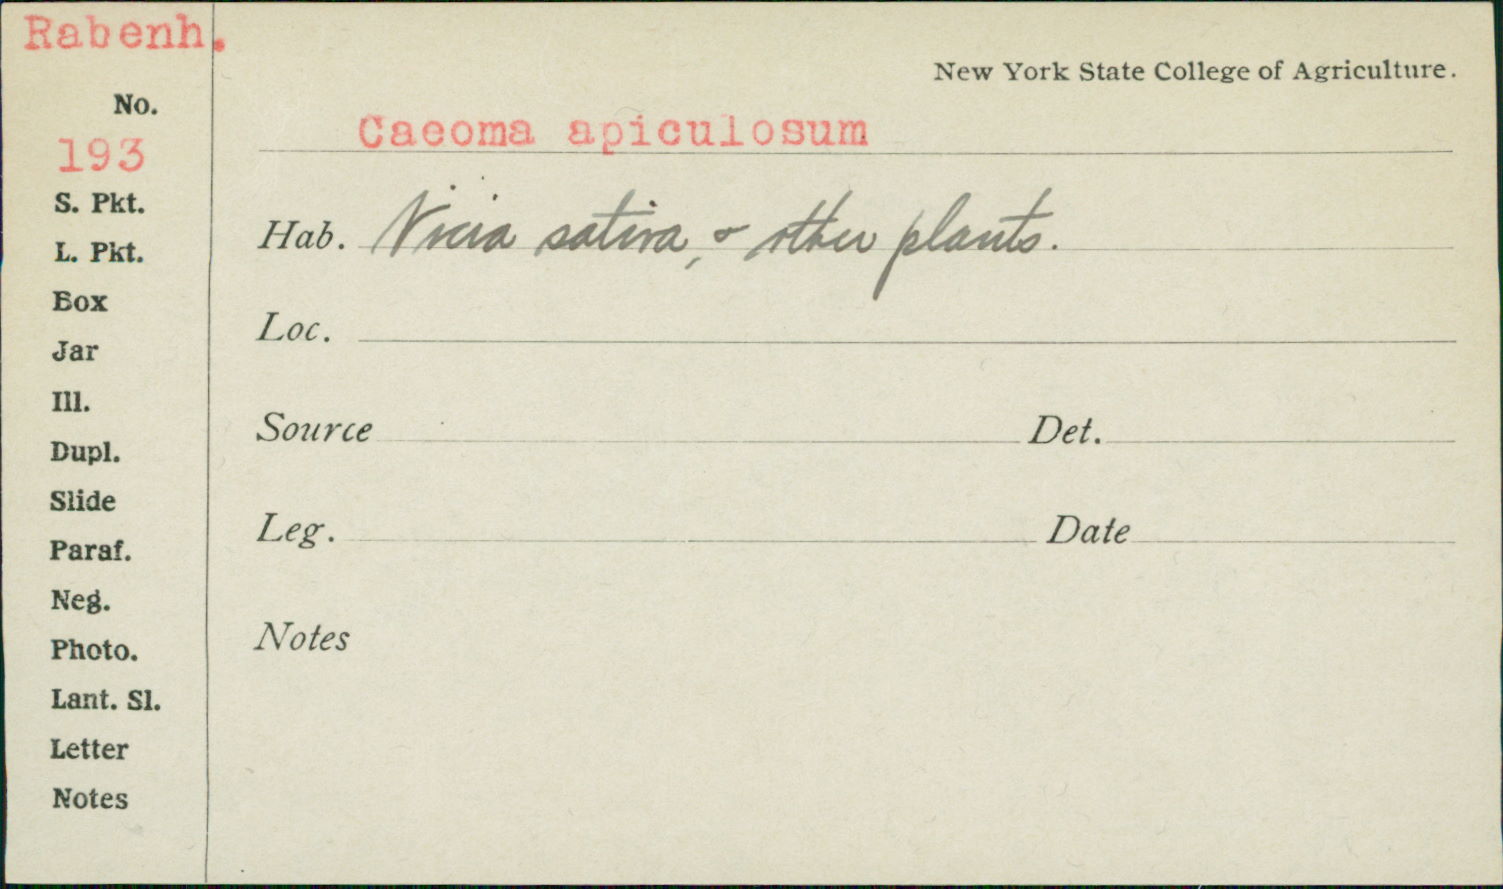 Rabenh.
New York State College of Agriculture.
No.
193
Caeoma apiculosum
S. Pkt.
Hab. Vicia sativa, & other plants.
L. Pkt.
Box
Loc.
Jar
Ill.
Source Det.
Dupl.
Slide
Leg. Date
Paraf.
Neg.
Notes
Photo.
Lant. Sl.
Letter
Notes